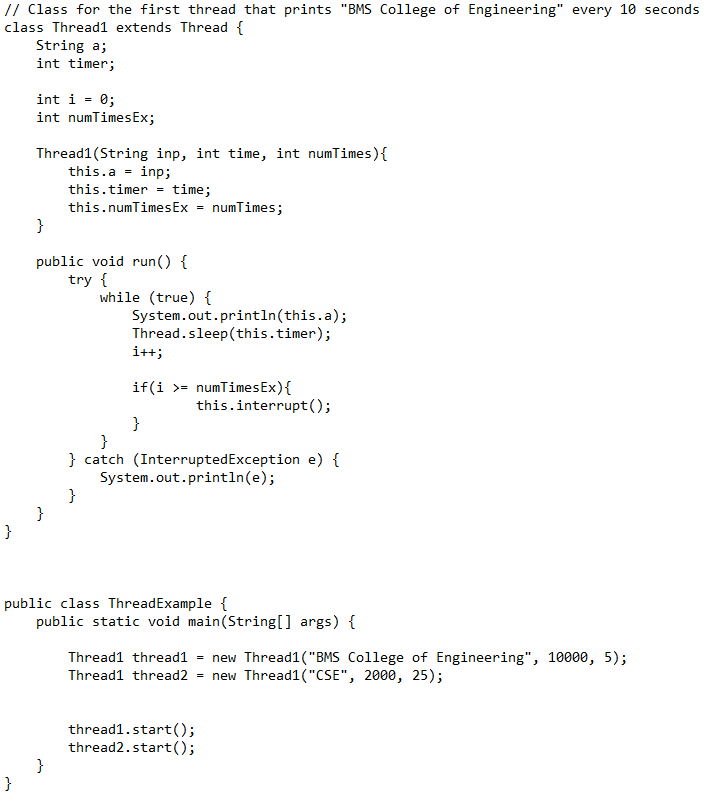 // Class for the first thread that prints "BMS College of Engineering" every 10 seconds
class Thread1 extends Thread {
    String a;
    int timer;

    int i = 0;
    int numTimesEx;

    Thread1(String inp, int time, int numTimes){
        this.a = inp;
        this.timer = time;
        this.numTimesEx = numTimes;
    }

    public void run() {
        try {
            while (true) {
                System.out.println(this.a);
                Thread.sleep(this.timer);
                i++;

                if(i >= numTimesEx){
                        this.interrupt();
                }
            }
        } catch (InterruptedException e) {
            System.out.println(e);
        }
    }
}

public class ThreadExample {
    public static void main(String[] args) {

        Thread1 thread1 = new Thread1("BMS College of Engineering", 10000, 5);
        Thread1 thread2 = new Thread1("CSE", 2000, 25);

        thread1.start();
        thread2.start();
    }
}